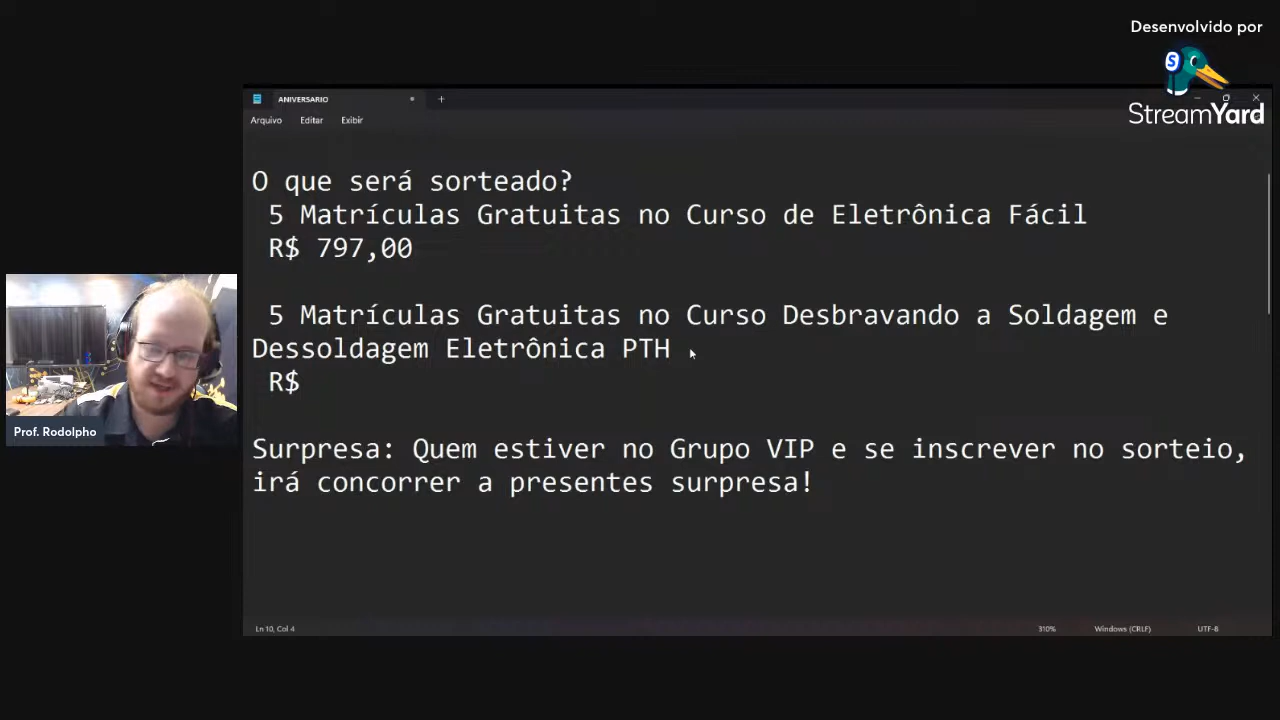 Desenvolvido por
StreamYard
ANIVERSARIO
Arquivo Editar Exibir
O que será sorteado?
5 Matrículas Gratuitas no Curso de Eletrônica Fácil
R$ 797,00
5 Matrículas Gratuitas no Curso Desbravando a Soldagem e
Dessoldagem Eletrônica PTH
R$
Surpresa: Quem estiver no Grupo VIP e se inscrever no sorteio,
irá concorrer a presentes surpresa!
Prof. Rodolpho
Ln 10, Col 4 310% Windows (CRLF) UTF-8